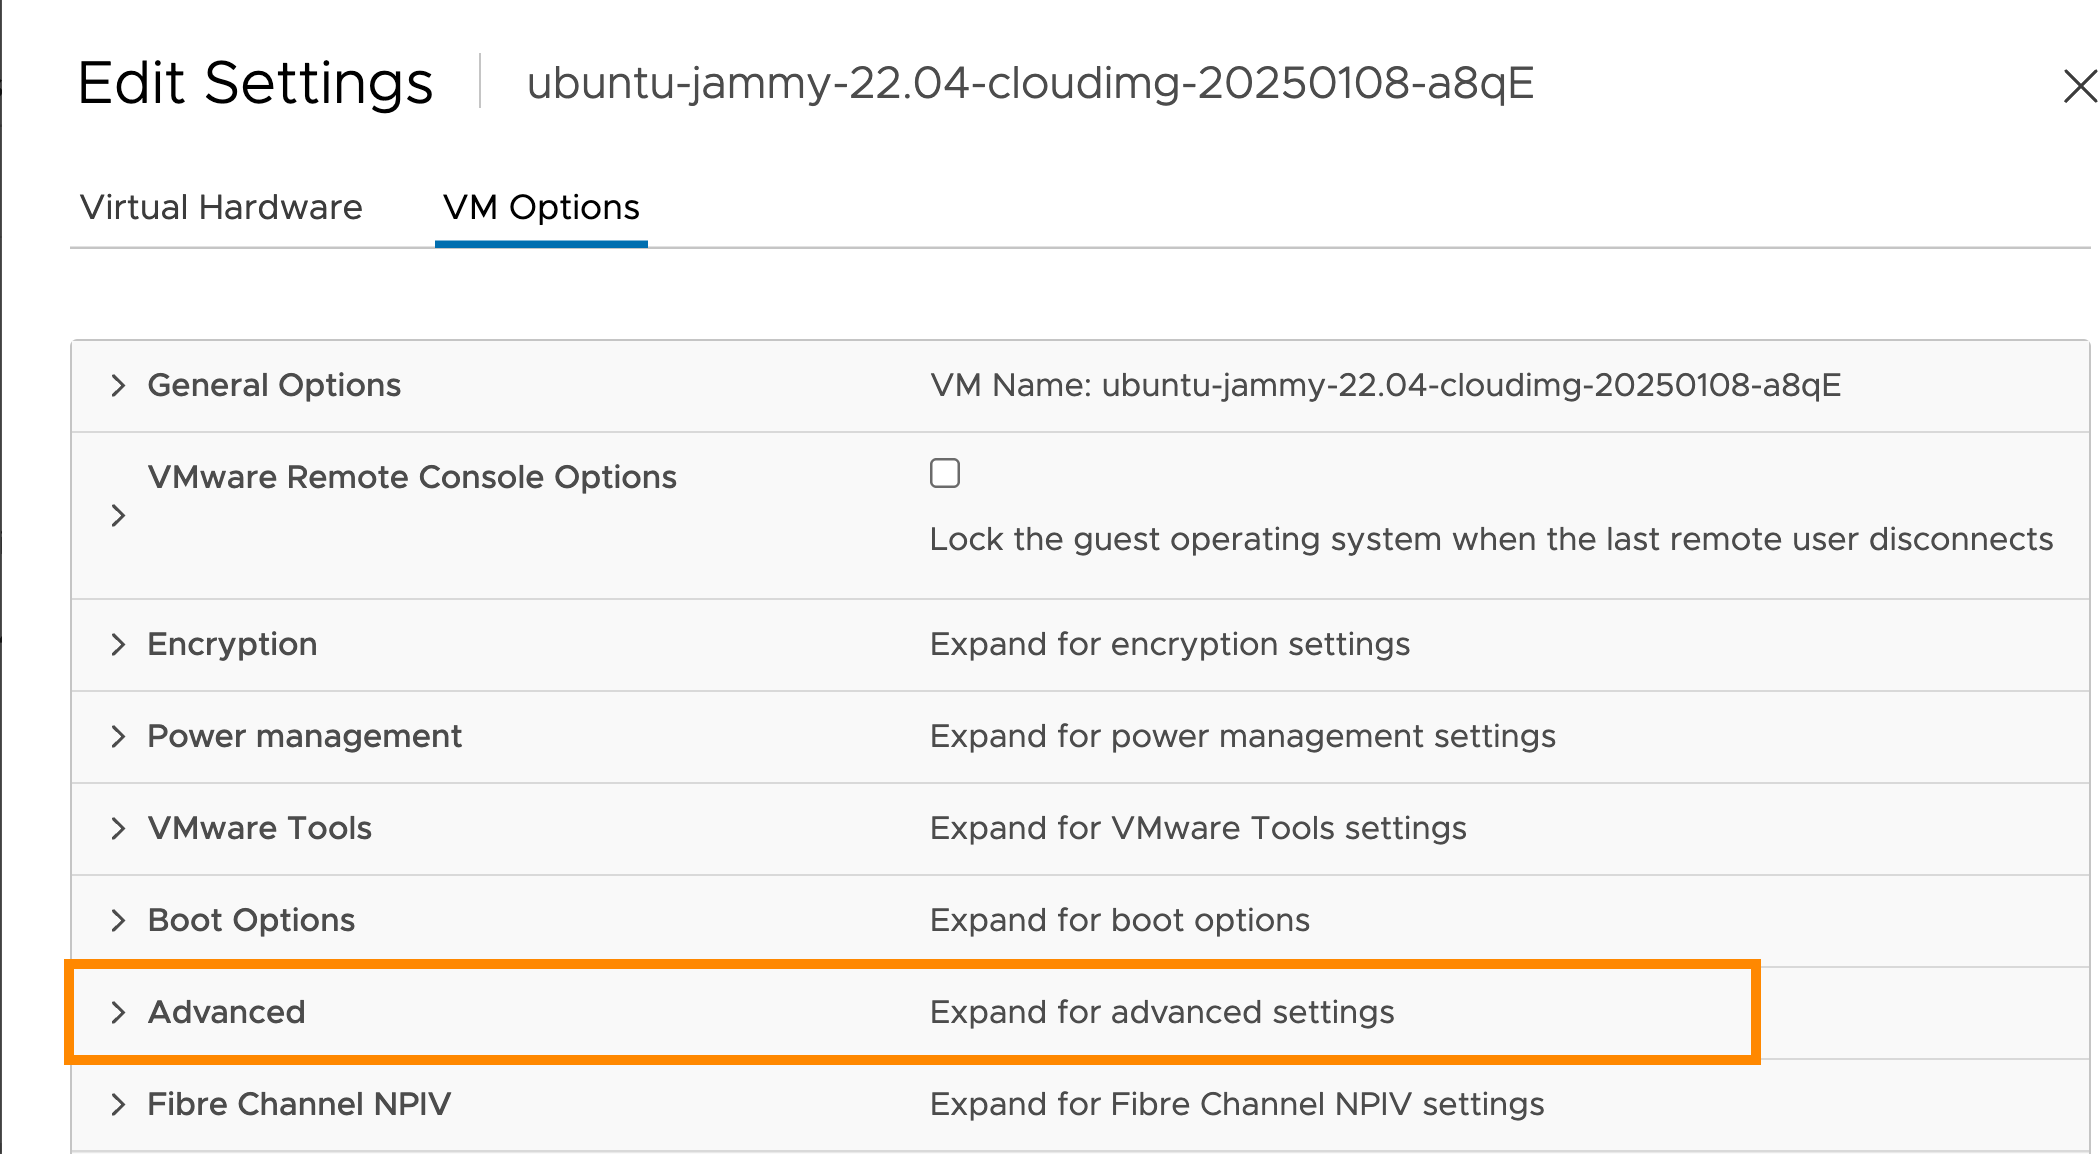 Edit Settings ubuntu-jammy-22.04-cloudimg-20250108-a8qE
Virtual Hardware VM Options
General Options VM Name: ubuntu-jammy-22.04-cloudimg-20250108-a8qE
VMware Remote Console Options
Lock the guest operating system when the last remote user disconnects
Encryption Expand for encryption settings
Power management Expand for power management settings
VMware Tools Expand for VMware Tools settings
Boot Options Expand for boot options
Advanced Expand for advanced settings
Fibre Channel NPIV Expand for Fibre Channel NPIV settings